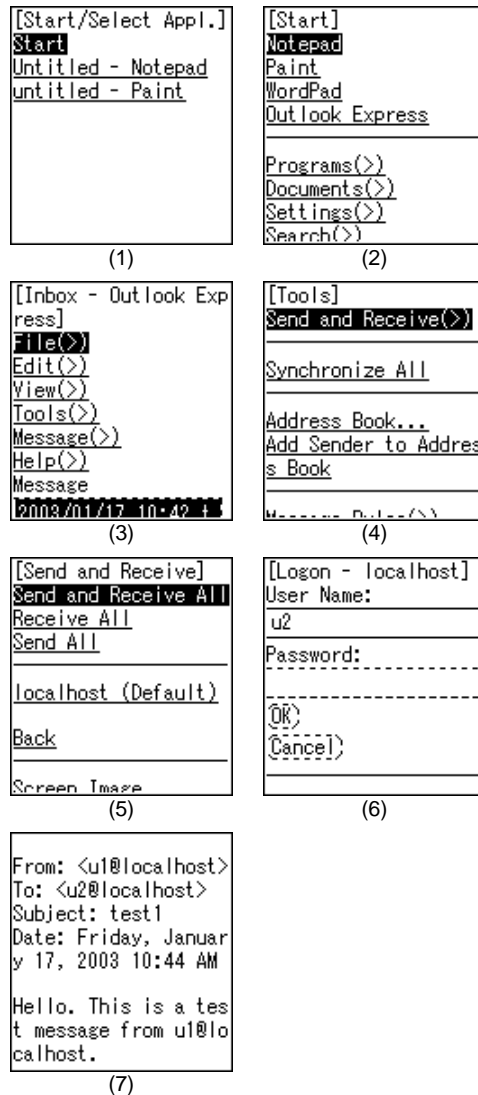 [Start/Select Appl.]
Start
Untitled - Notepad
untitled - Paint
(1)
[Start]
Notepad
Paint
WordPad
Outlook Express
Programs(>)
Documents(>)
Settings(>)
Search(>)
(2)
[Inbox - Outlook Exp
ress]
File(>)
Edit(>)
View(>)
Tools(>)
Message(>)
Help(>)
Message
2003/01/17 10:42 t
(3)
[Tools]
Send and Receive(>)
Synchronize All
Address Book...
Add Sender to Addres
s Book
Message Rules(>)
(4)
[Send and Receive]
Send and Receive All
Receive All
Send All
localhost (Default)
Back
Screen Image
(5)
[Logon - localhost]
User Name:
u2
Password:
(OK)
(Cancel)
(6)
From: <u1@localhost>
To: <u2@localhost>
Subject: test1
Date: Friday, Januar
y 17, 2003 10:44 AM
Hello. This is a tes
t message from u1@lo
calhost.
(7)